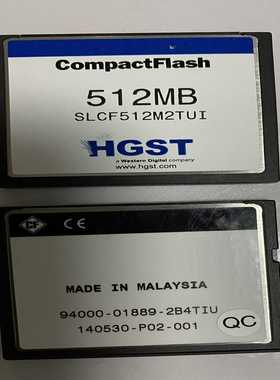 CompactFlash
512MB
SLCF512M2TUI
HGST
a Western Digital company
www.hgst.com
CF CE
MADE IN MALAYSIA
94000-01889-2B4TIU
140530-P02-001
QC